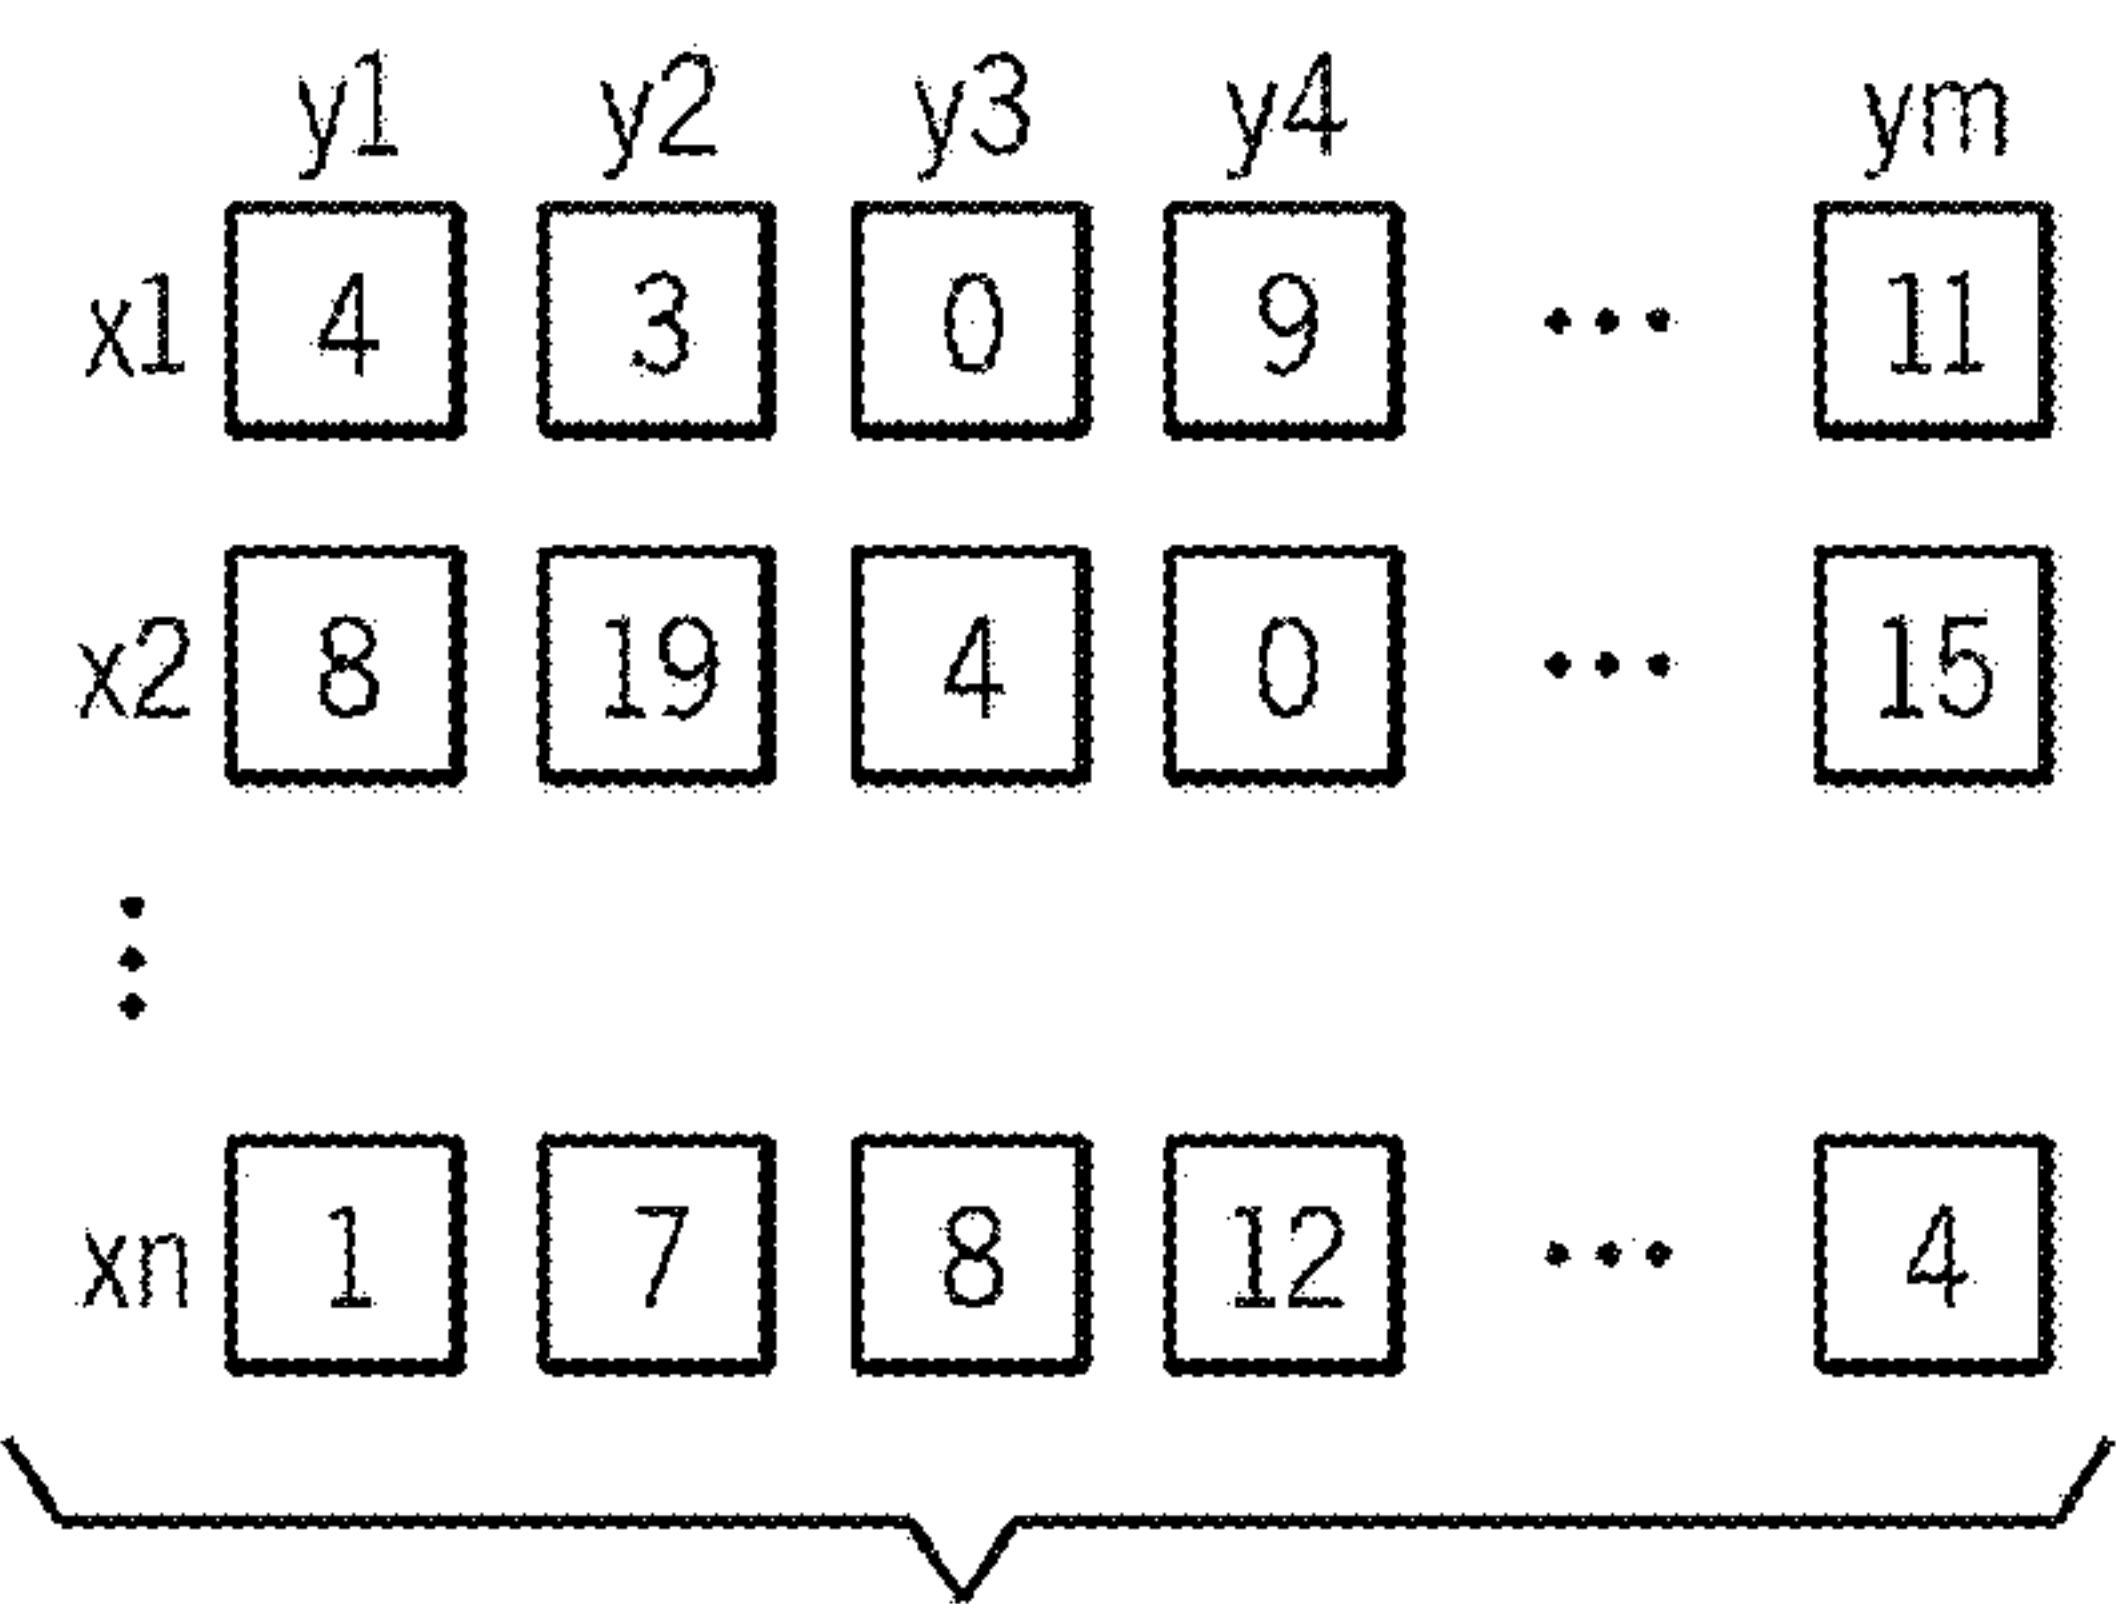 y1 y2 y3 y4 ym
x1 4 3 0 9 ••• 11
x2 8 19 4 0 ••• 15
xn 1 7 8 12 ••• 4